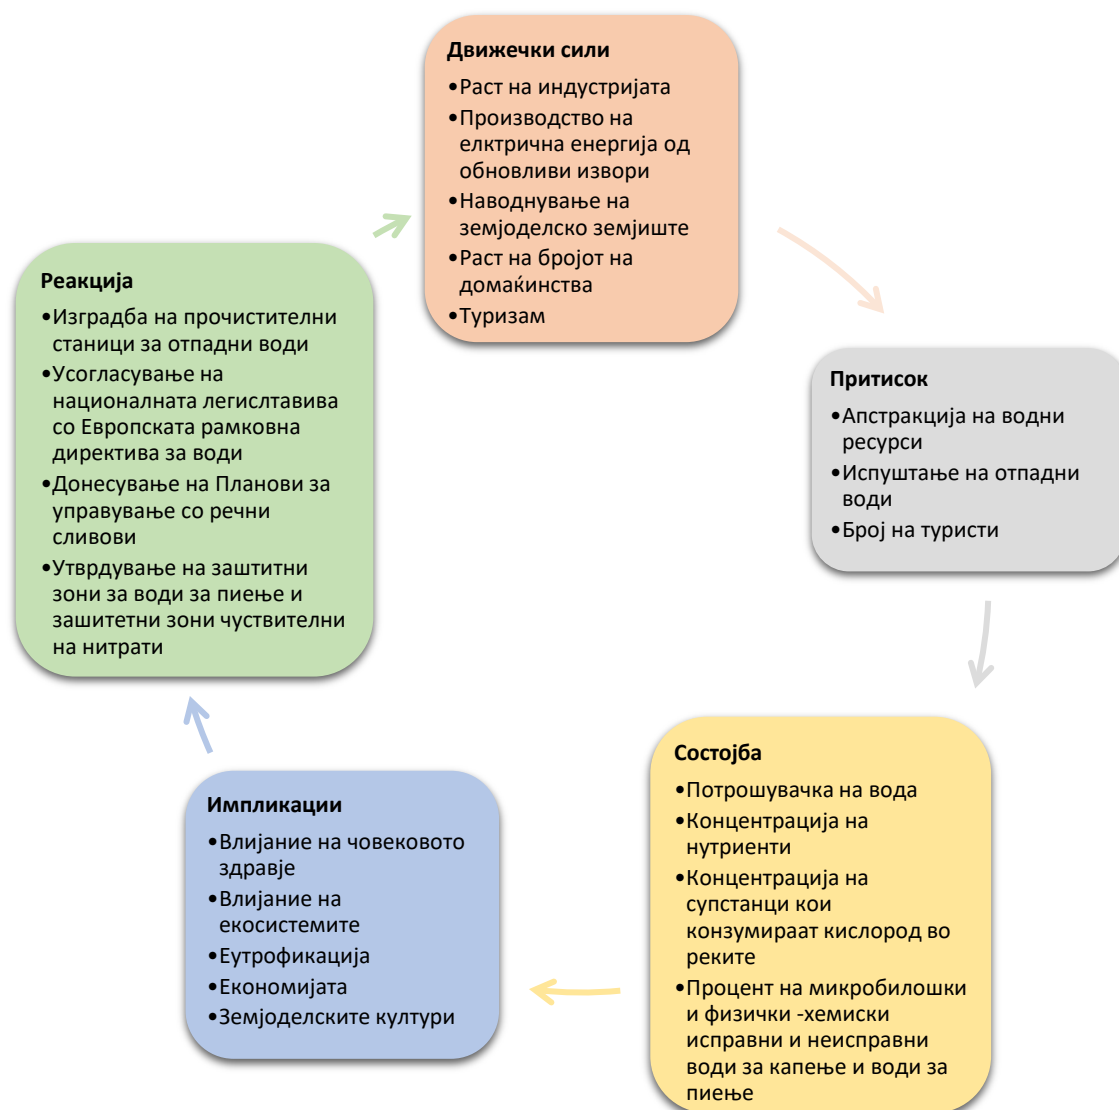 Движечки сили
•Раст на индустријата
•Производство на
елктрична енергија од
обновливи извори
•Наводнување на
земјоделско земјиште
•Раст на бројот на
домаќинства
•Туризам
Притисок
•Апстракција на водни
ресурси
•Испуштање на отпадни
води
•Број на туристи
Состојба
•Потрошувачка на вода
•Концентрација на
нутриенти
•Концентрација на
супстанци кои
конзумираат кислород во
реките
•Процент на микробилошки
и физички -хемиски
исправни и неисправни
води за капење и води за
пиење
Импликации
•Влијание на човековото
здравје
•Влијание на
екосистемите
•Еутрофикација
•Економијата
•Земјоделските култури
Реакција
•Изградба на прочистителни
станици за отпадни води
•Усогласување на
националната легислтавива
со Европската рамковна
директива за води
•Донесување на Планови за
управување со речни
сливови
•Утврдување на заштитни
зони за води за пиење и
зашитетни зони чуствителни
на нитрати